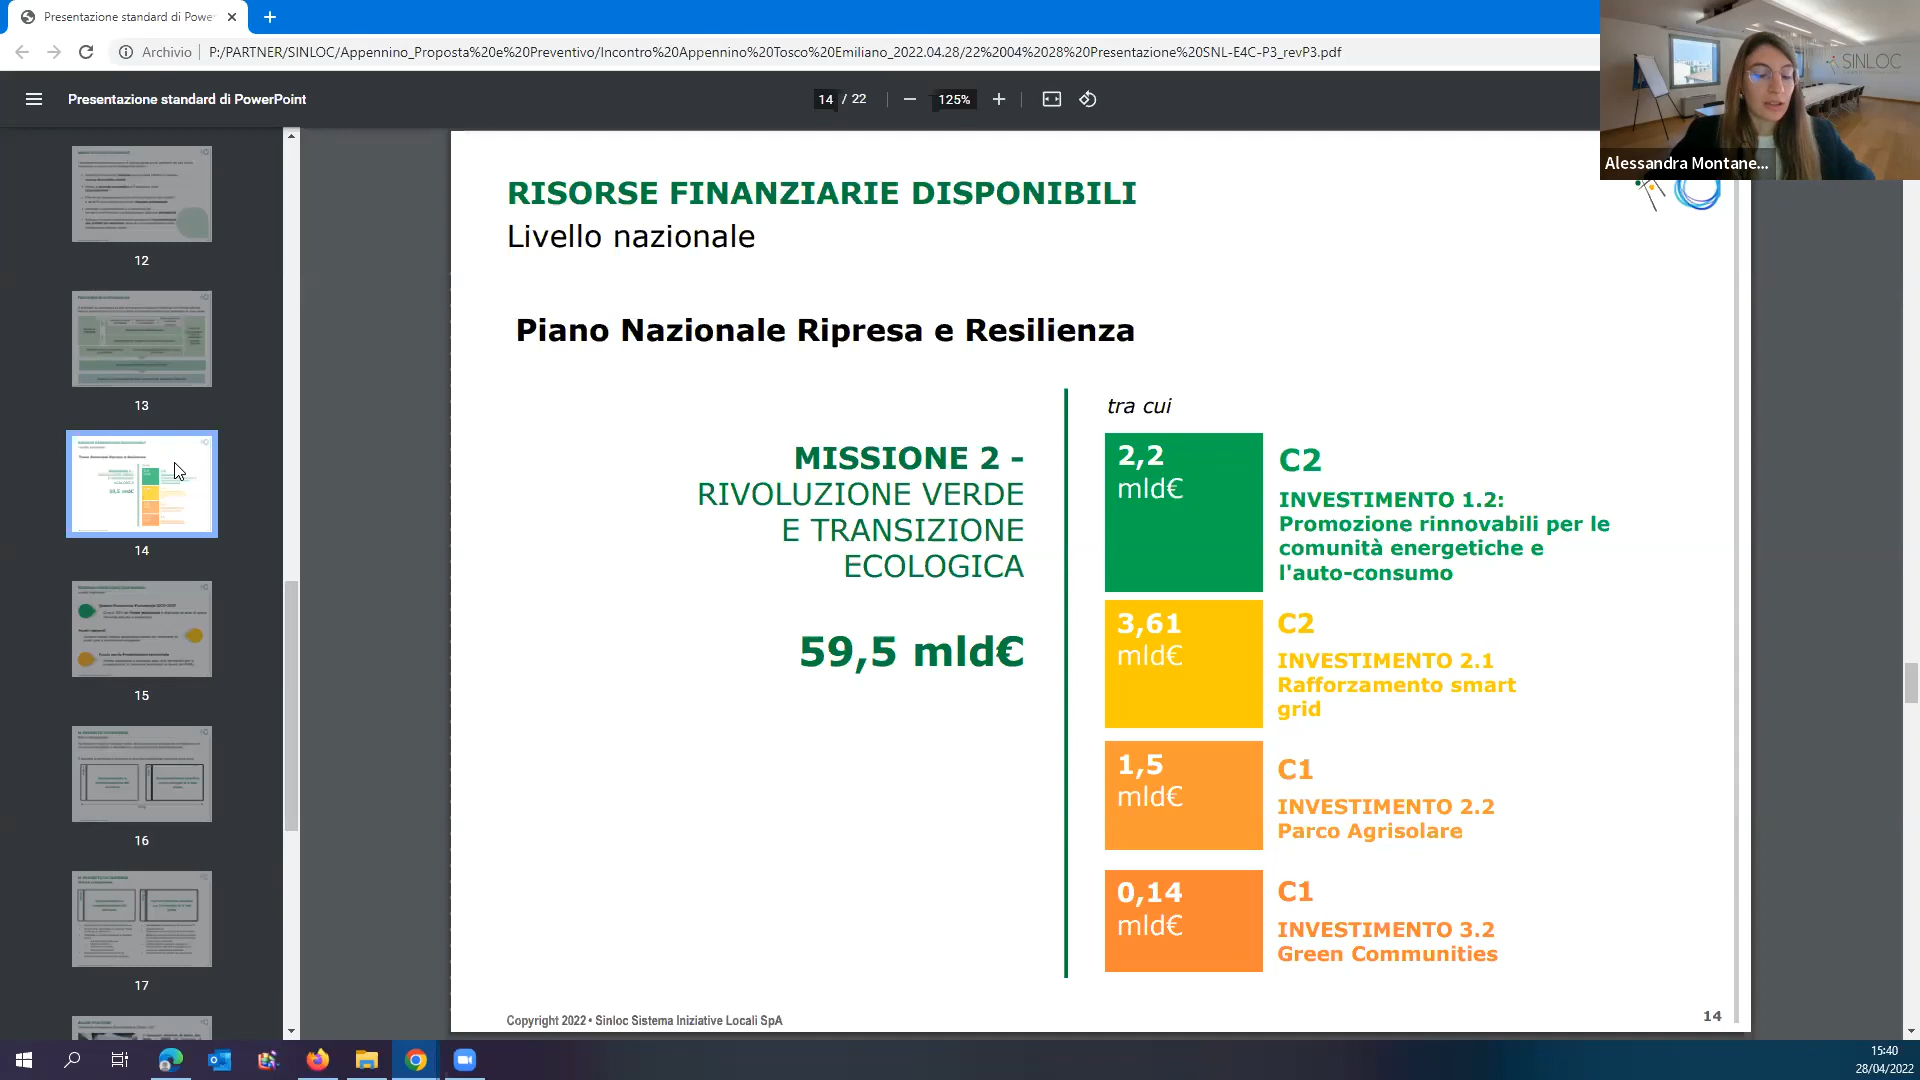 Presentazione standard di Powe
Archivio
P:/PARTNER/SINLOC/Appennino_Proposta%20e%20Preventivo/Incontro%20Appennino%20Tosco%20Emiliano_2022.04.28/22%2004%2028%20Presentazione%20SNL-E4C-P3_revP3.pdf
Presentazione standard di PowerPoint
14 / 22
125%
SINLOC
Alessandra Montane...
12
13
14
15
16
17
RISORSE FINANZIARIE DISPONIBILI
Livello nazionale
Piano Nazionale Ripresa e Resilienza
MISSIONE 2 -
RIVOLUZIONE VERDE
E TRANSIZIONE
ECOLOGICA
59,5 mld€
tra cui
2,2
mld€
C2
INVESTIMENTO 1.2:
Promozione rinnovabili per le
comunità energetiche e
l'auto-consumo
3,61
mld€
C2
INVESTIMENTO 2.1
Rafforzamento smart
grid
1,5
mld€
C1
INVESTIMENTO 2.2
Parco Agrisolare
0,14
mld€
C1
INVESTIMENTO 3.2
Green Communities
Copyright 2022 • Sinloc Sistema Iniziative Locali SpA
14
15:40
28/04/2022